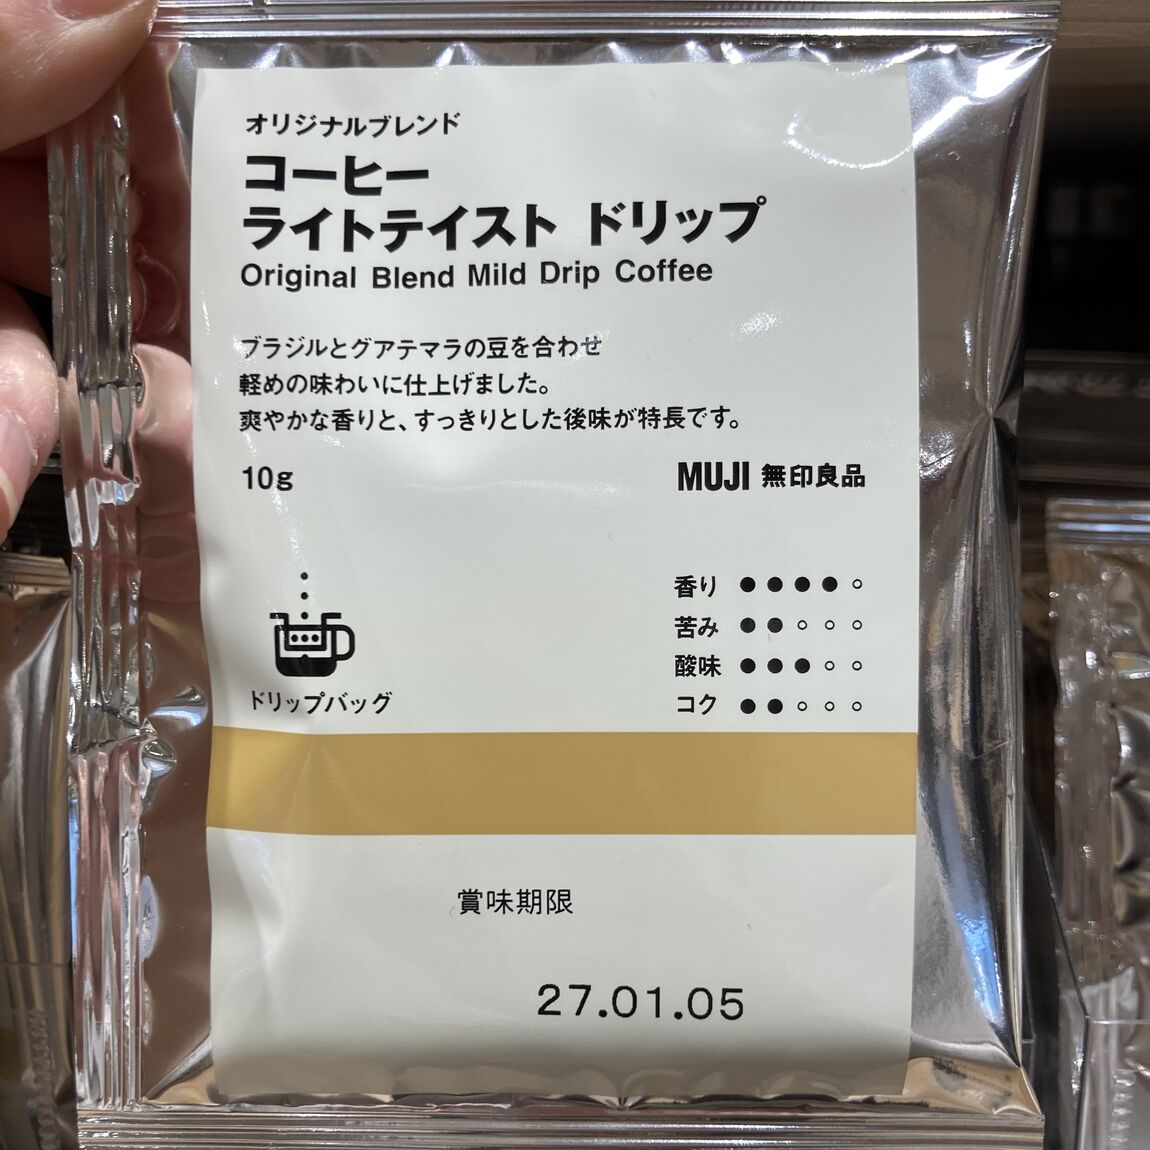 オリジナルブレンド
コーヒー
ライトテイスト ドリップ
Original Blend Mild Drip Coffee
ブラジルとグアテマラの豆を合わせ
軽めの味わいに仕上げました。
爽やかな香りと、すっきりとした後味が特長です。
10g
MUJI 無印良品
香り ●●●●○
苦み ●●○○○
酸味 ●●●○○
コク ●●○○○
ドリップバッグ
賞味期限
27.01.05